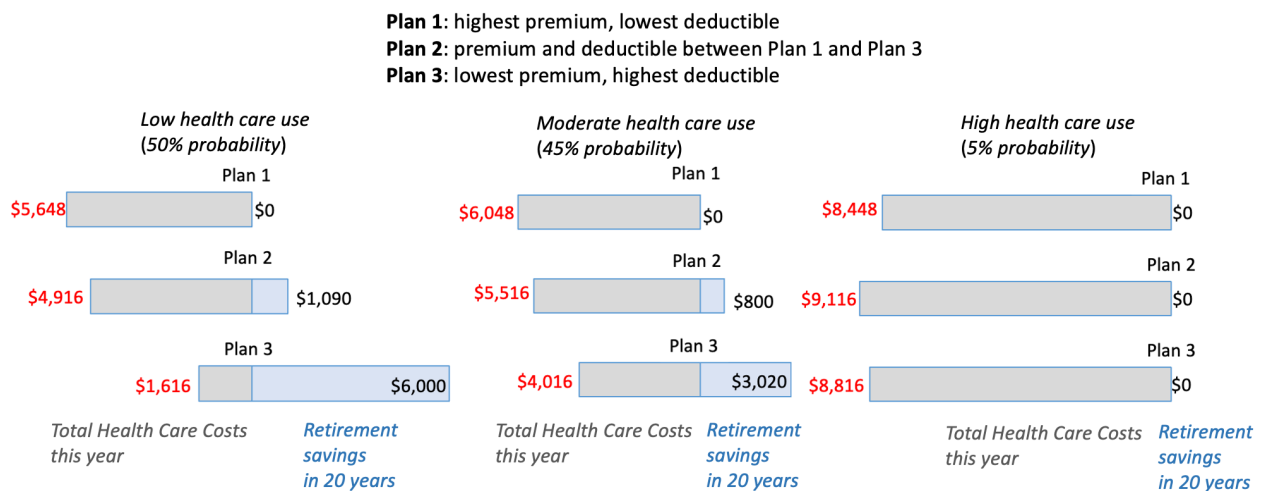 Plan 1: highest premium, lowest deductible
Plan 2: premium and deductible between Plan 1 and Plan 3
Plan 3: lowest premium, highest deductible
Low health care use
(50% probability)
Plan 1
$5,648
$0
Plan 2
$4,916
$1,090
Plan 3
$1,616
$6,000
Total Health Care Costs
this year
Retirement
savings
in 20 years
Moderate health care use
(45% probability)
Plan 1
$6,048
$0
Plan 2
$5,516
$800
Plan 3
$4,016
$3,020
Total Health Care Costs
this year
Retirement
savings
in 20 years
High health care use
(5% probability)
Plan 1
$8,448
$0
Plan 2
$9,116
$0
Plan 3
$8,816
$0
Total Health Care Costs
this year
Retirement
savings
in 20 years